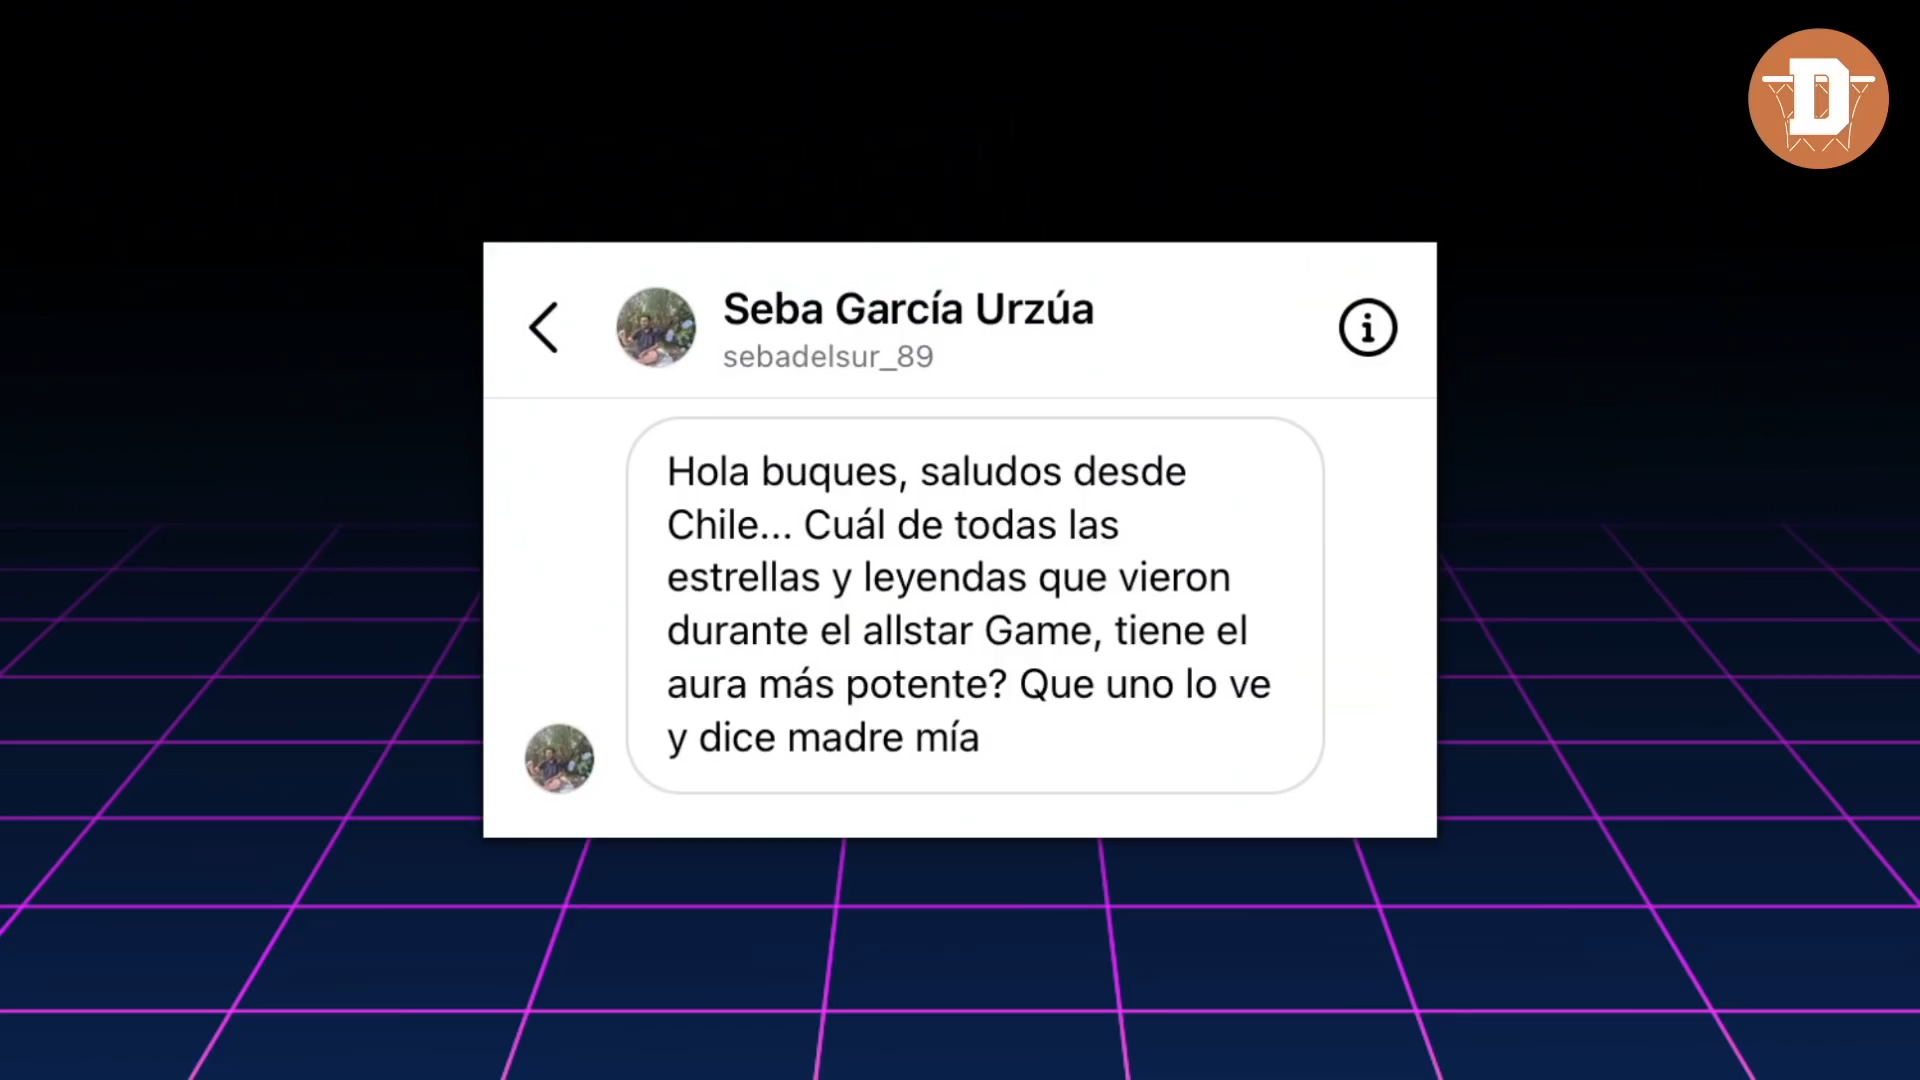 D
Seba García Urzúa
sebadelsur_89
Hola buques, saludos desde
Chile... Cuál de todas las
estrellas y leyendas que vieron
durante el allstar Game, tiene el
aura más potente? Que uno lo ve
y dice madre mía